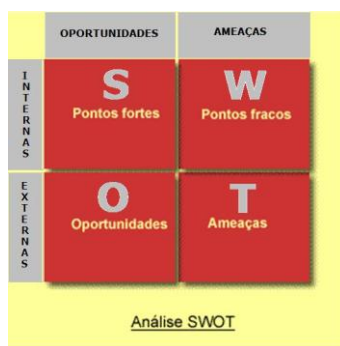 OPORTUNIDADES AMEAÇAS
INTERNAS
S W
Pontos fortes Pontos fracos
EXTERNAS
O T
Oportunidades Ameaças
Análise SWOT